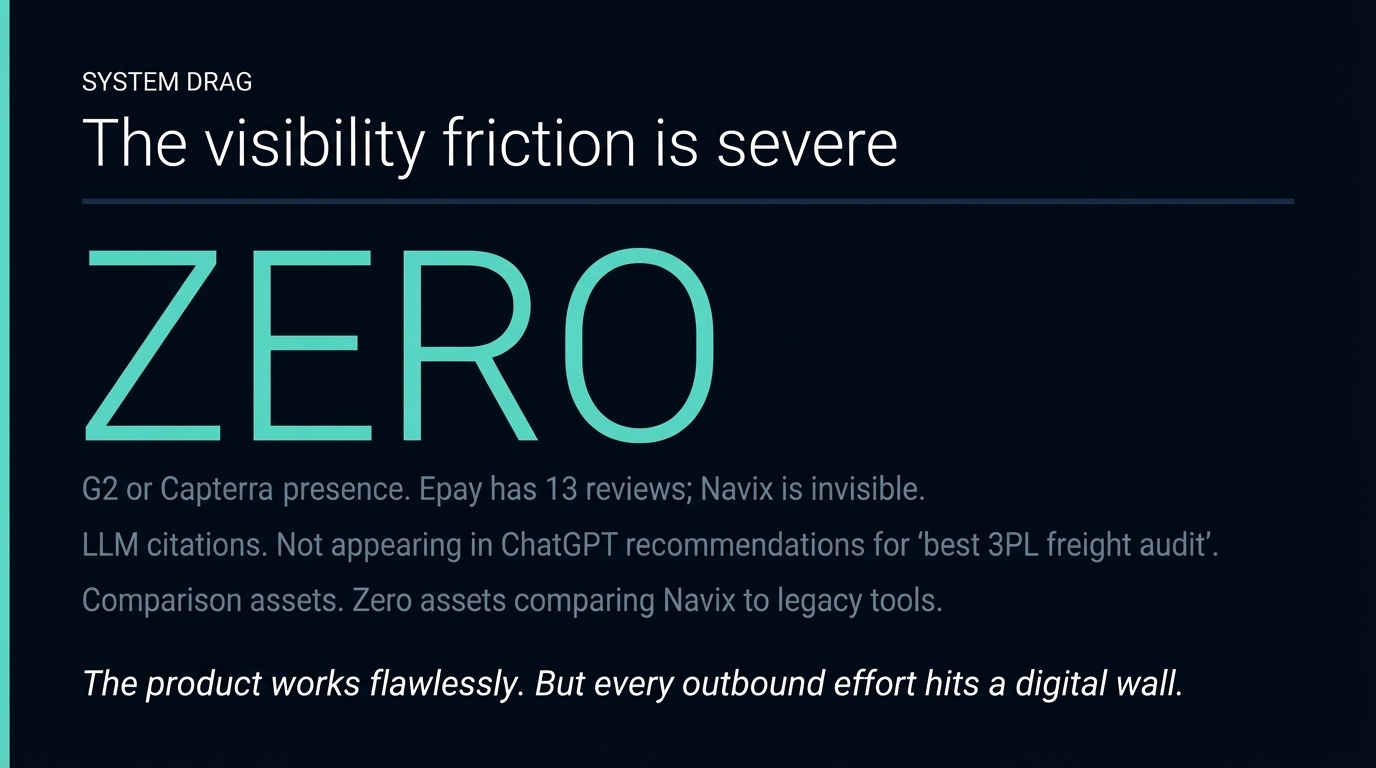 SYSTEM DRAG
The visibility friction is severe
ZERO
G2 or Capterra presence. Epay has 13 reviews; Navix is invisible.
LLM citations. Not appearing in ChatGPT recommendations for ‘best 3PL freight audit’.
Comparison assets. Zero assets comparing Navix to legacy tools.
The product works flawlessly. But every outbound effort hits a digital wall.